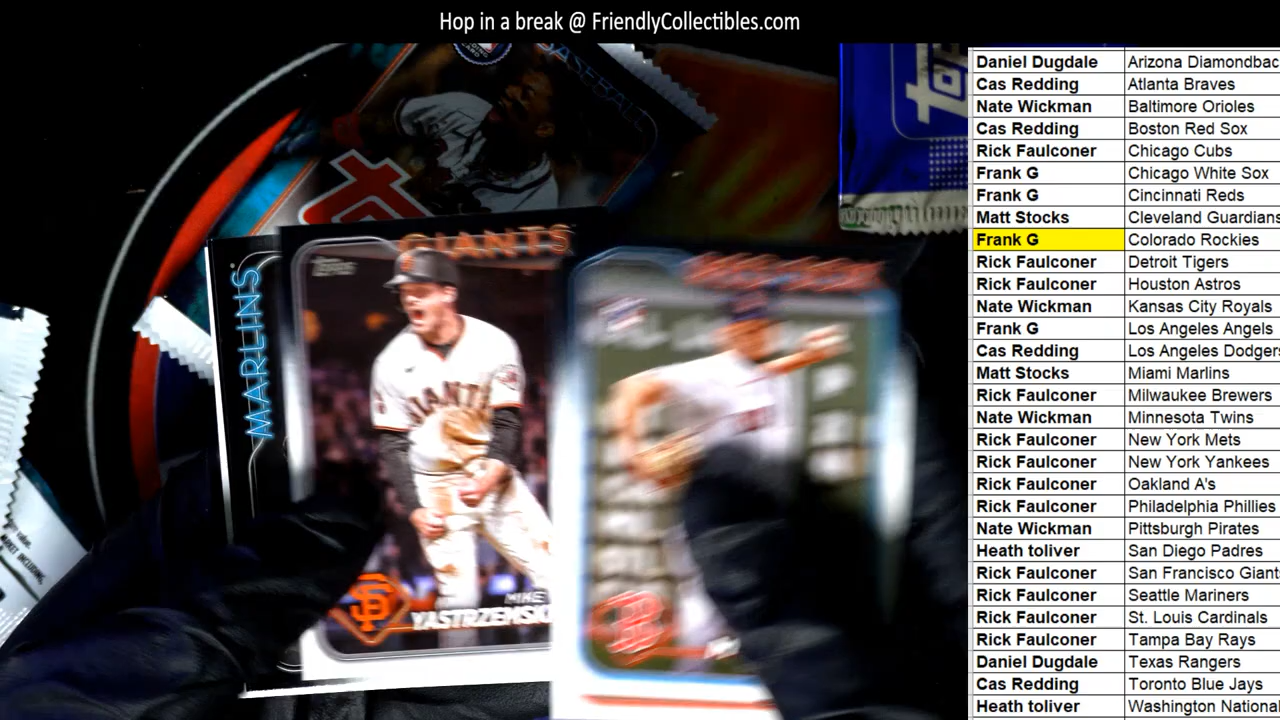 Hop in a break @ FriendlyCollectibles.com
Daniel Dugdale Arizona Diamondbac
Cas Redding Atlanta Braves
Nate Wickman Baltimore Orioles
Cas Redding Boston Red Sox
Rick Faulconer Chicago Cubs
Frank G Chicago White Sox
Frank G Cincinnati Reds
Matt Stocks Cleveland Guardians
Frank G Colorado Rockies
Rick Faulconer Detroit Tigers
Rick Faulconer Houston Astros
Nate Wickman Kansas City Royals
Frank G Los Angeles Angels
Cas Redding Los Angeles Dodgers
Matt Stocks Miami Marlins
Rick Faulconer Milwaukee Brewers
Nate Wickman Minnesota Twins
Rick Faulconer New York Mets
Rick Faulconer New York Yankees
Rick Faulconer Oakland A's
Rick Faulconer Philadelphia Phillies
Nate Wickman Pittsburgh Pirates
Heath toliver San Diego Padres
Rick Faulconer San Francisco Giant
Rick Faulconer Seattle Mariners
Rick Faulconer St. Louis Cardinals
Rick Faulconer Tampa Bay Rays
Daniel Dugdale Texas Rangers
Cas Redding Toronto Blue Jays
Heath toliver Washington Nationa
BASEBALL
MARLINS
GIANTS
Topps
GIANTS
SF
MIKE
YASTRZEMSK
B